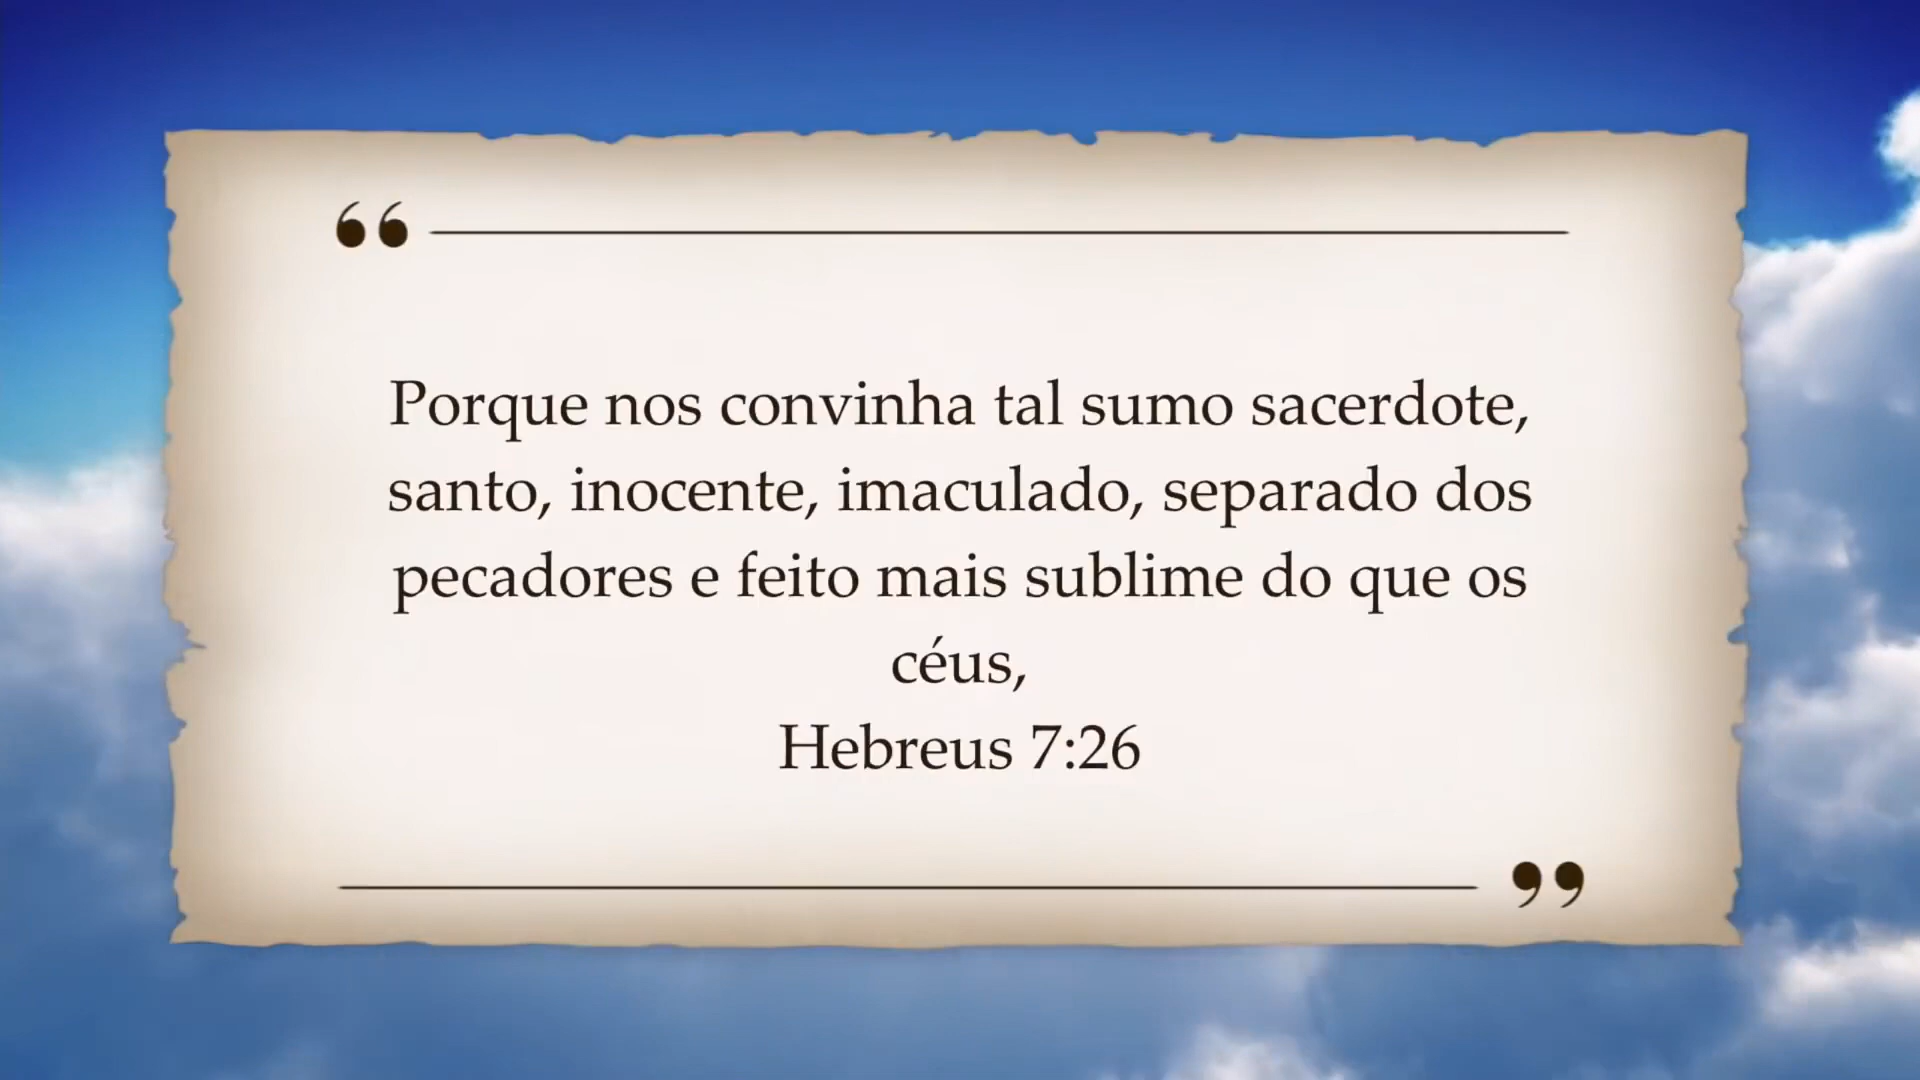 “
Porque nos convinha tal sumo sacerdote,
santo, inocente, imaculado, separado dos
pecadores e feito mais sublime do que os
céus,
Hebreus 7:26
”